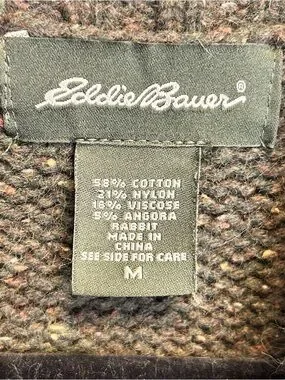 Eddie Bauer®
58% COTTON
21% NYLON
16% VISCOSE
5% ANGORA
RABBIT
MADE IN
CHINA
SEE SIDE FOR CARE
M